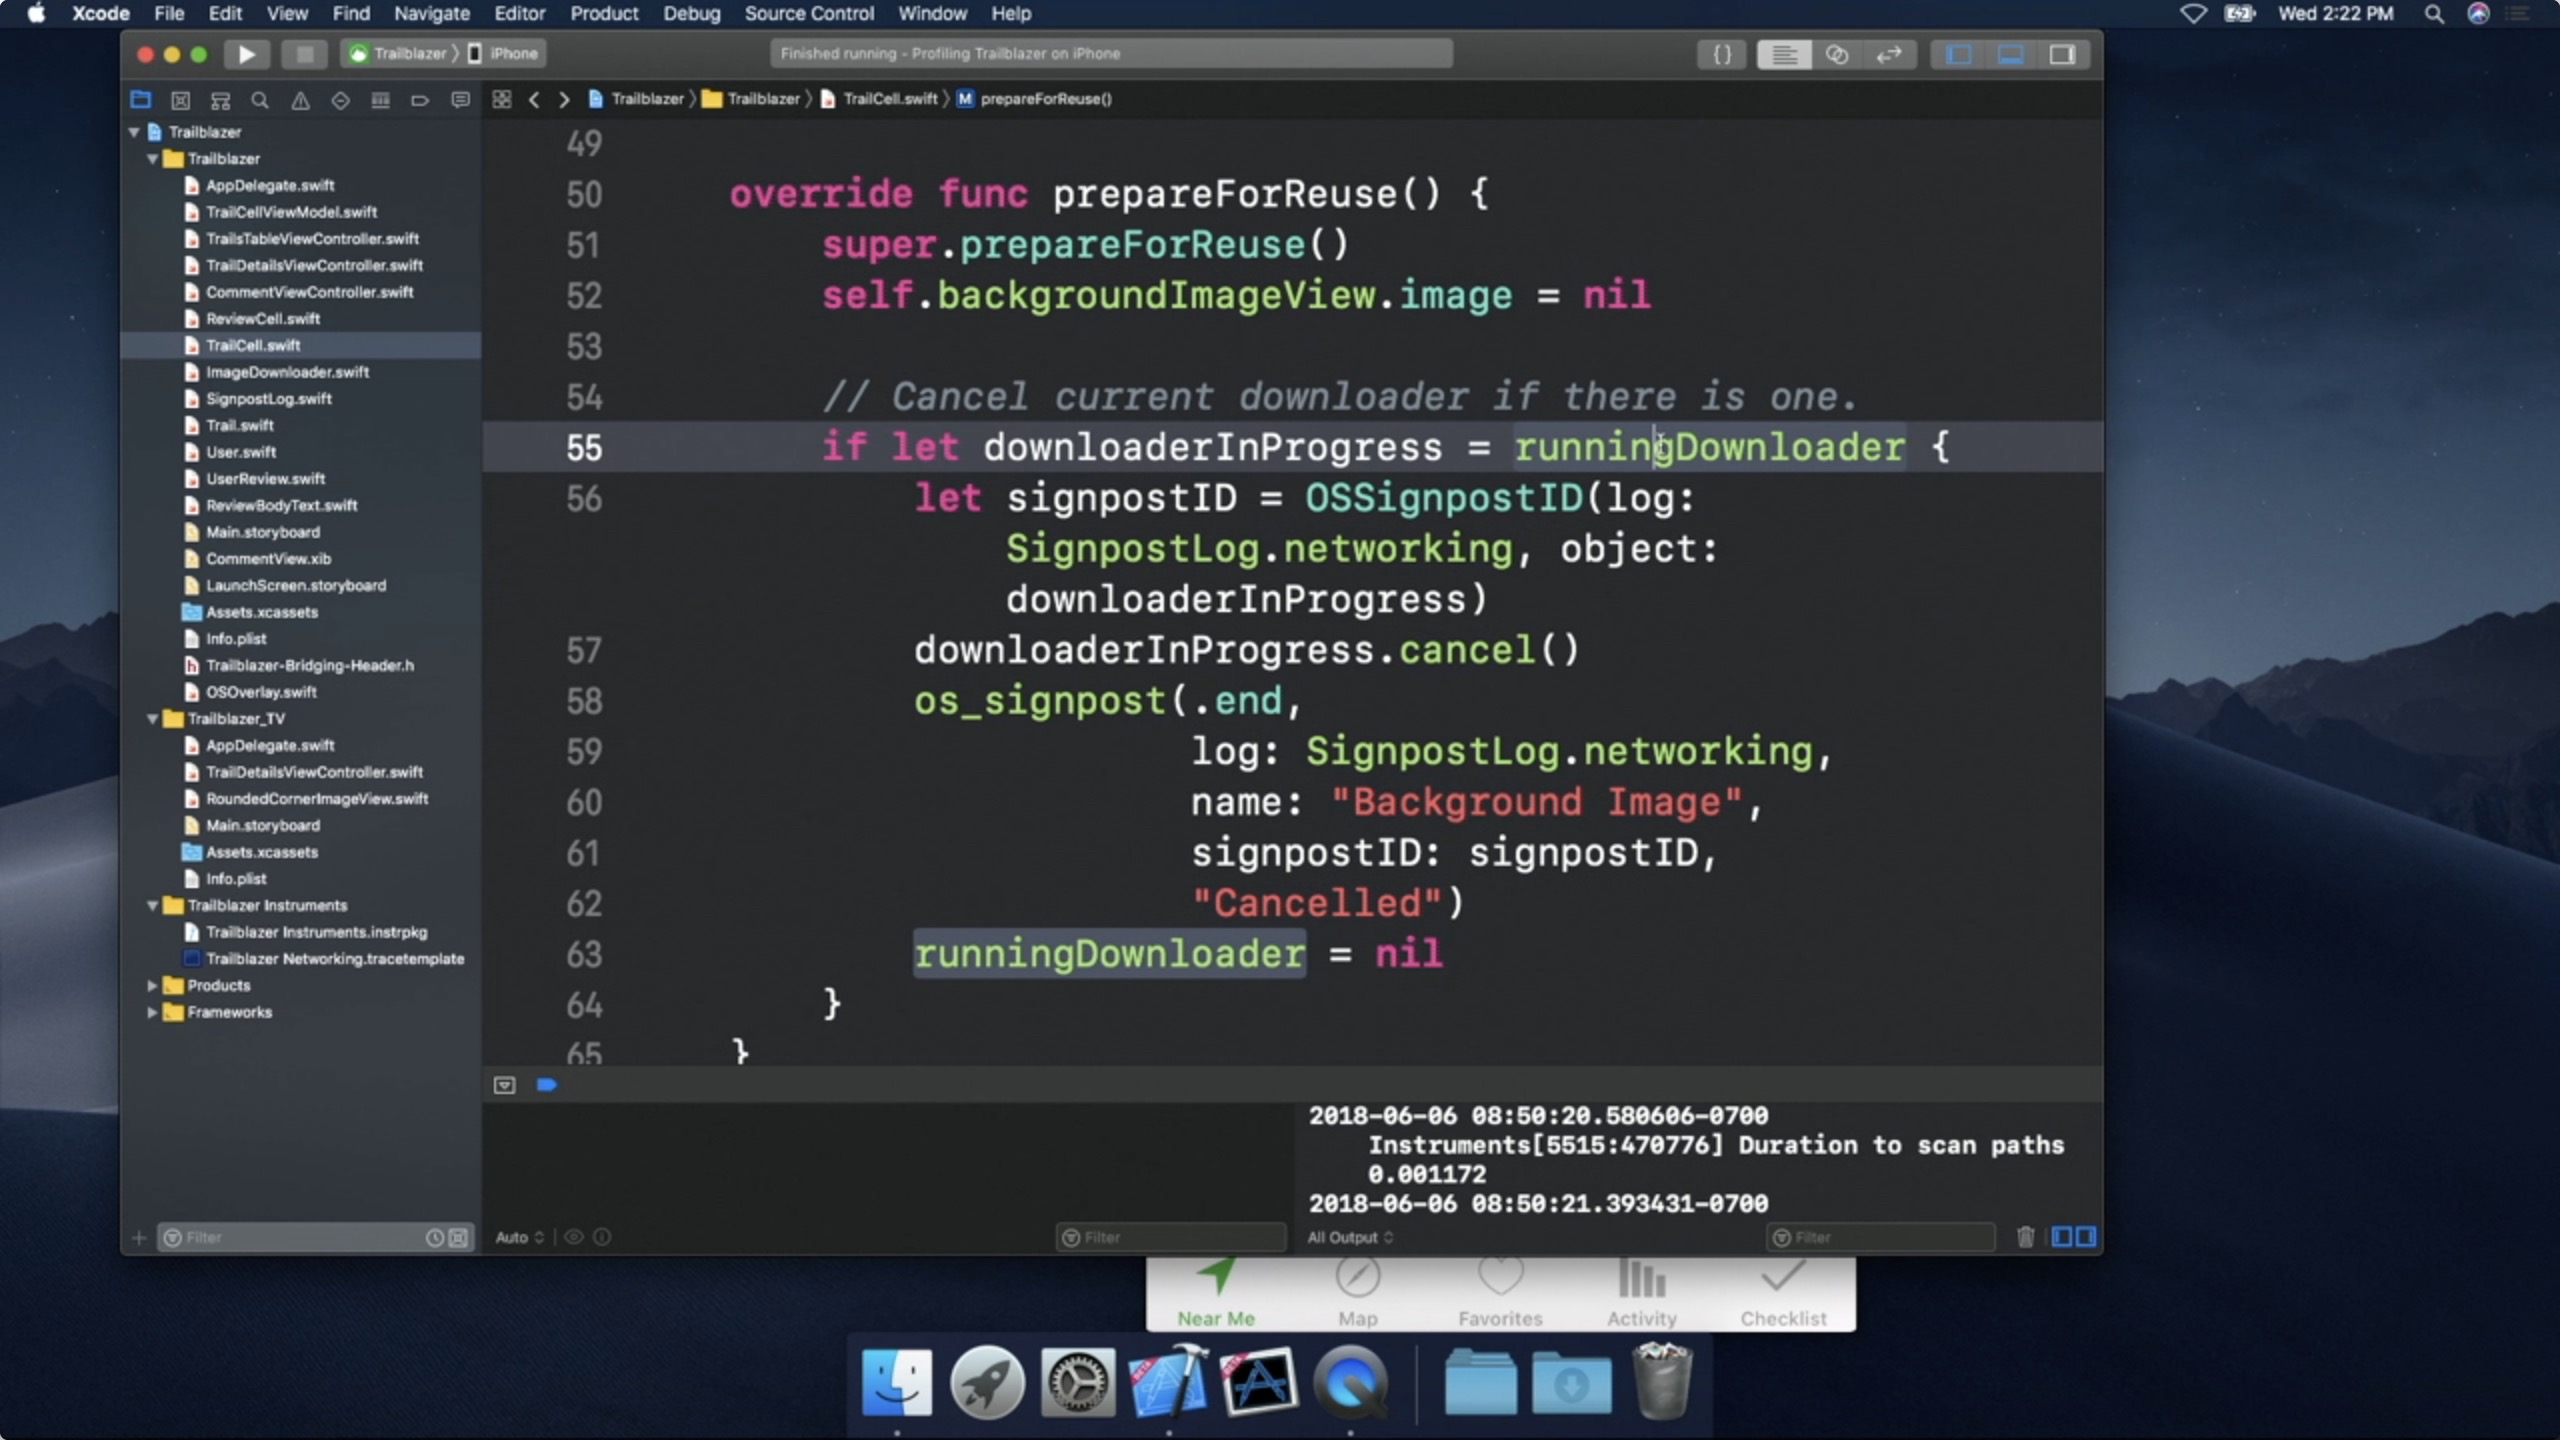 Xcode File Edit View Find Navigate Editor Product Debug Source Control Window Help Wed 2:22 PM
Trailblazer iPhone Finished running - Profiling Trailblazer on iPhone {}
Trailblazer Trailblazer TrailCell.swift M prepareForReuse()
Trailblazer
Trailblazer
AppDelegate.swift
TrailCellViewModel.swift
TrailsTableViewController.swift
TrailDetailsViewController.swift
CommentViewController.swift
ReviewCell.swift
TrailCell.swift
ImageDownloader.swift
SignpostLog.swift
Trail.swift
User.swift
UserReview.swift
ReviewBodyText.swift
Main.storyboard
CommentView.xib
LaunchScreen.storyboard
Assets.xcassets
Info.plist
Trailblazer-Bridging-Header.h
OSOverlay.swift
Trailblazer_TV
AppDelegate.swift
TrailDetailsViewController.swift
RoundedCornerImageView.swift
Main.storyboard
Assets.xcassets
Info.plist
Trailblazer Instruments
Trailblazer Instruments.instrpkg
Trailblazer Networking.tracetemplate
Products
Frameworks
Filter
49
50 override func prepareForReuse() {
51 super.prepareForReuse()
52 self.backgroundImageView.image = nil
53
54 // Cancel current downloader if there is one.
55 if let downloaderInProgress = runningDownloader {
56 let signpostID = OSSignpostID(log:
SignpostLog.networking, object:
downloaderInProgress)
57 downloaderInProgress.cancel()
58 os_signpost(.end,
59 log: SignpostLog.networking,
60 name: "Background Image",
61 signpostID: signpostID,
62 "Cancelled")
63 runningDownloader = nil
64 }
65 }
Auto Filter
2018-06-06 08:50:20.580606-0700
Instruments[5515:470776] Duration to scan paths
0.001172
2018-06-06 08:50:21.393431-0700
All Output Filter
Near Me Map Favorites Activity Checklist
BETA BETA